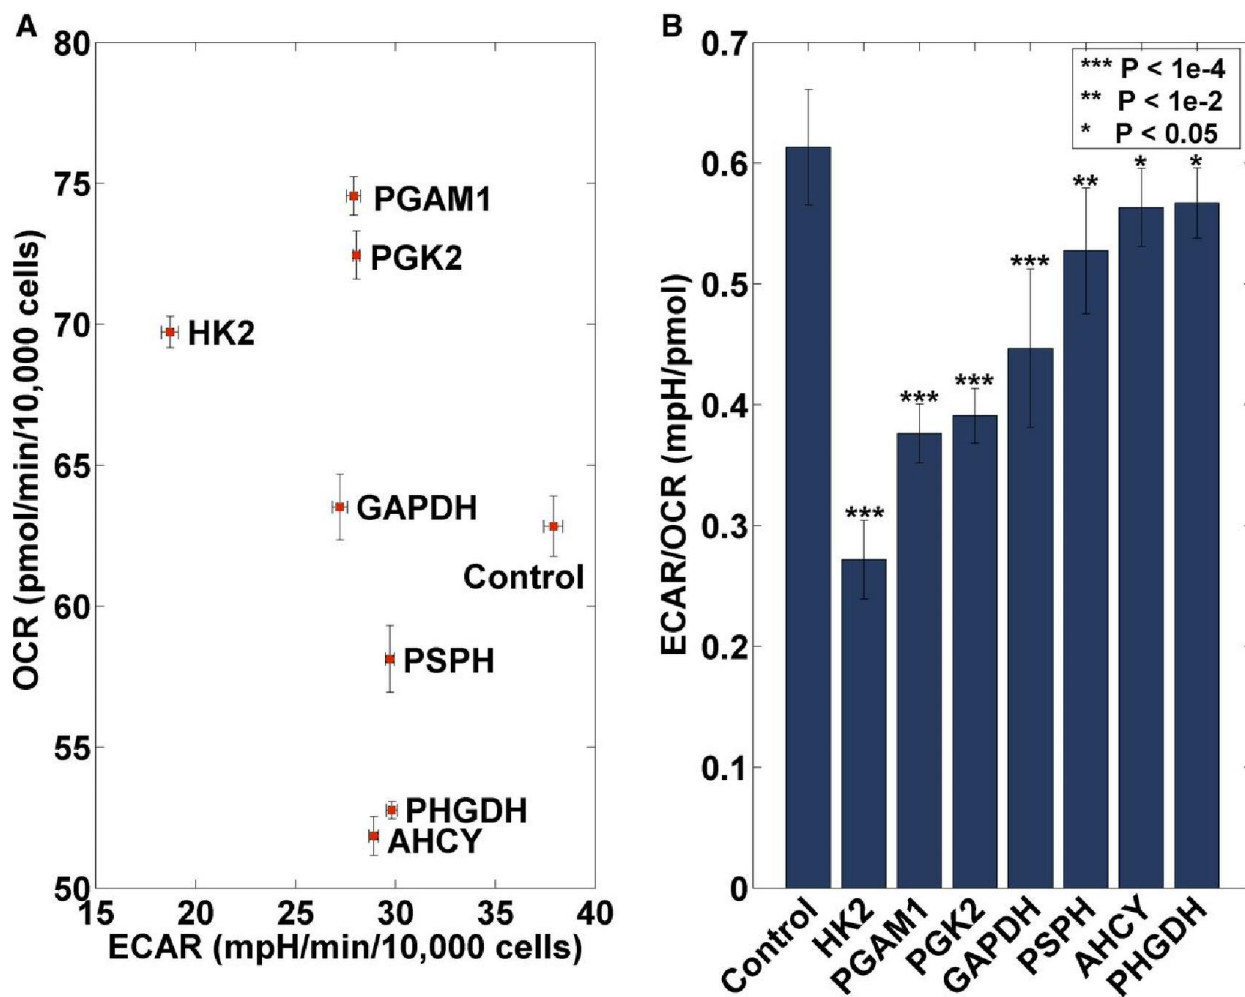 A
80
75
70
65
60
55
50
OCR (pmol/min/10,000 cells)
PGAM1
PGK2
HK2
GAPDH
Control
PSPH
PHGDH
AHCY
15 20 25 30 35 40
ECAR (mpH/min/10,000 cells)
B
0.7
0.6
0.5
0.4
0.3
0.2
0.1
0
ECAR/OCR (mpH/pmol)
*** P < 1e-4
** P < 1e-2
* P < 0.05
***
***
***
***
**
*
*
Control
HK2
PGAM1
PGK2
GAPDH
PSPH
AHCY
PHGDH